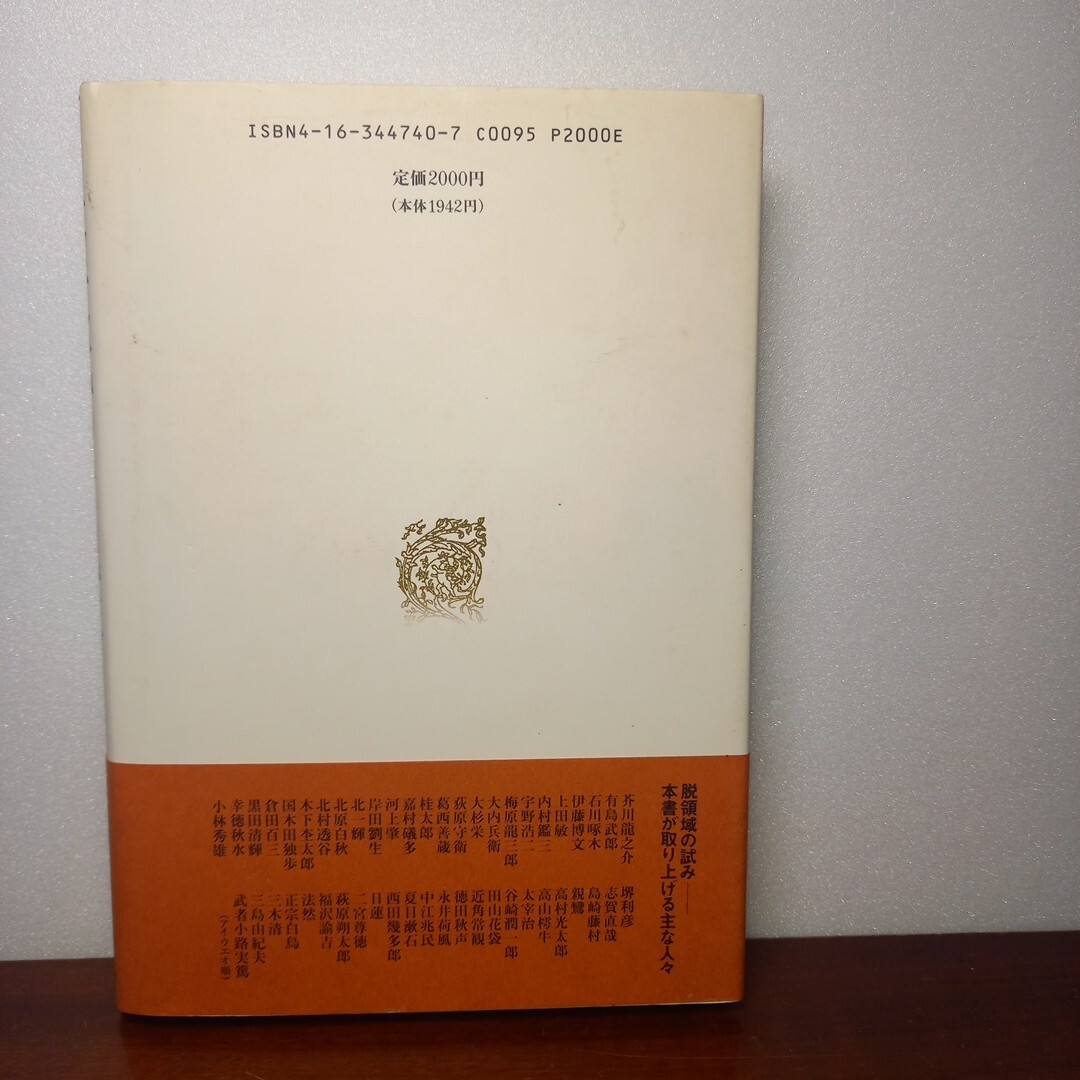 ISBN4-16-344740-7 C0095 P2000E
定価2000円
(本体1942円)
脱領域の試み――
本書が取り上げる主な人々
芥川龍之介
有島武郎
石川啄木
伊藤博文
上田敏
内村鑑三
宇野浩二
梅原龍三郎
大内兵衛
大杉栄
荻原守衛
葛西善蔵
桂太郎
嘉村礒多
河上肇
岸田劉生
北一輝
北原白秋
北村透谷
木下杢太郎
国木田独歩
倉田百三
黒田清輝
幸徳秋水
小林秀雄
堺利彦
志賀直哉
島崎藤村
親鸞
高村光太郎
高山樗牛
太宰治
谷崎潤一郎
田山花袋
近角常観
徳田秋声
永井荷風
中江兆民
夏目漱石
西田幾多郎
日蓮
二宮尊徳
萩原朔太郎
福沢諭吉
法然
正宗白鳥
三木清
三島由紀夫
武者小路実篤
(アイウエオ順)